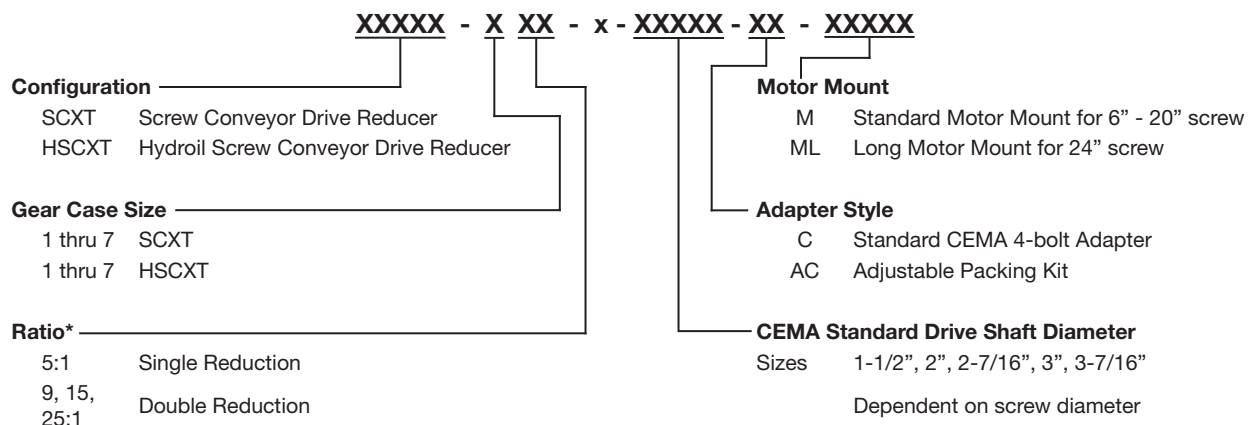 XXXXX - X XX - x - XXXXX - XX - XXXXX
Configuration
SCXT Screw Conveyor Drive Reducer
HSCXT Hydroil Screw Conveyor Drive Reducer
Gear Case Size
1 thru 7 SCXT
1 thru 7 HSCXT
Ratio*
5:1 Single Reduction
9, 15,
25:1 Double Reduction
Motor Mount
M Standard Motor Mount for 6” - 20” screw
ML Long Motor Mount for 24” screw
Adapter Style
C Standard CEMA 4-bolt Adapter
AC Adjustable Packing Kit
CEMA Standard Drive Shaft Diameter
Sizes 1-1/2”, 2”, 2-7/16”, 3”, 3-7/16”
Dependent on screw diameter